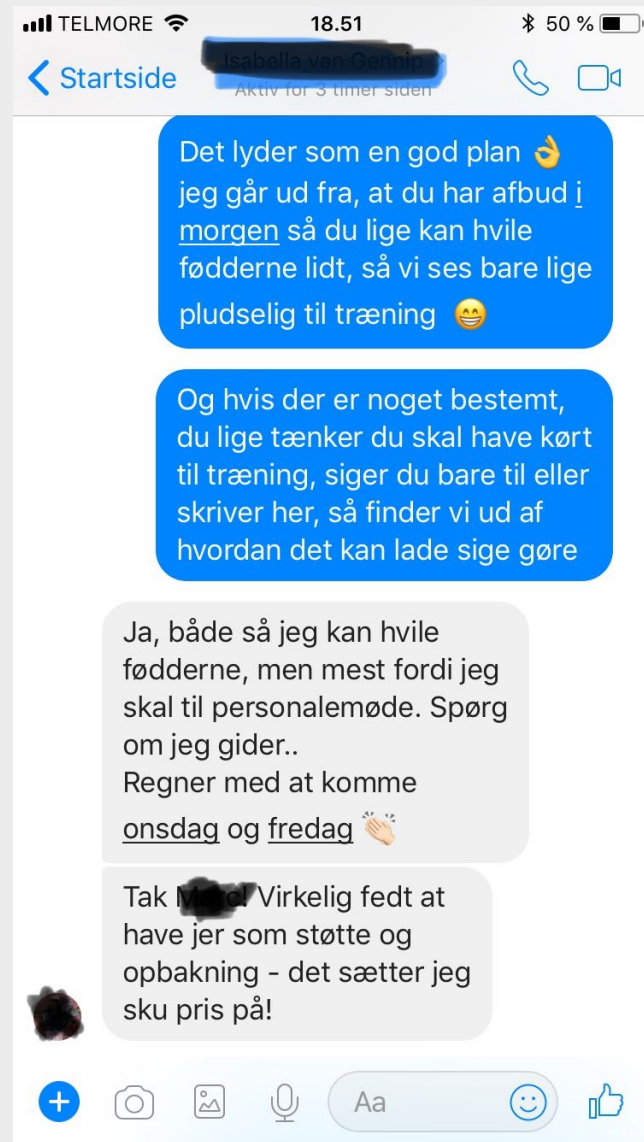 TELMORE 18.51 50 %
Startside
Aktiv for 3 timer siden
Det lyder som en god plan 👌
jeg går ud fra, at du har afbud i
morgen så du lige kan hvile
fødderne lidt, så vi ses bare lige
pludselig til træning 😁
Og hvis der er noget bestemt,
du lige tænker du skal have kørt
til træning, siger du bare til eller
skriver her, så finder vi ud af
hvordan det kan lade sige gøre
Ja, både så jeg kan hvile
fødderne, men mest fordi jeg
skal til personalemøde. Spørg
om jeg gider..
Regner med at komme
onsdag og fredag 👏🏻
Tak Virkelig fedt at
have jer som støtte og
opbakning - det sætter jeg
sku pris på!
Aa